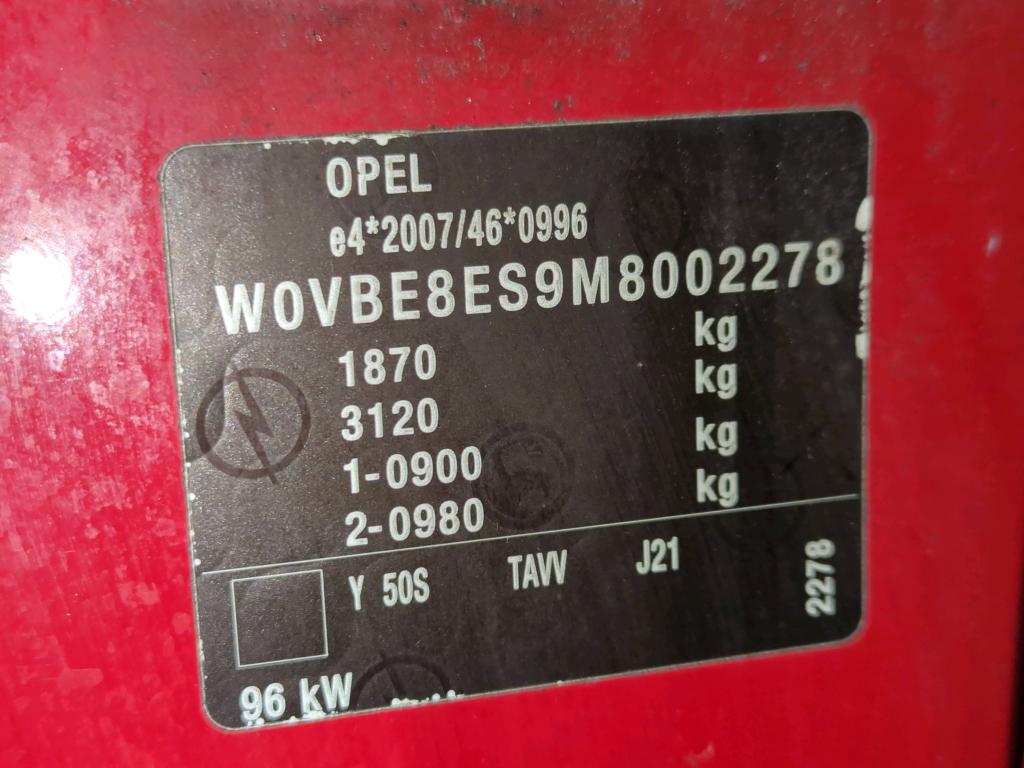 OPEL
e4*2007/46*0996
W0VBE8ES9M8002278
1870 kg
3120 kg
1-0900 kg
2-0980 kg
Y 50S TAVV J21 2278
96 kW